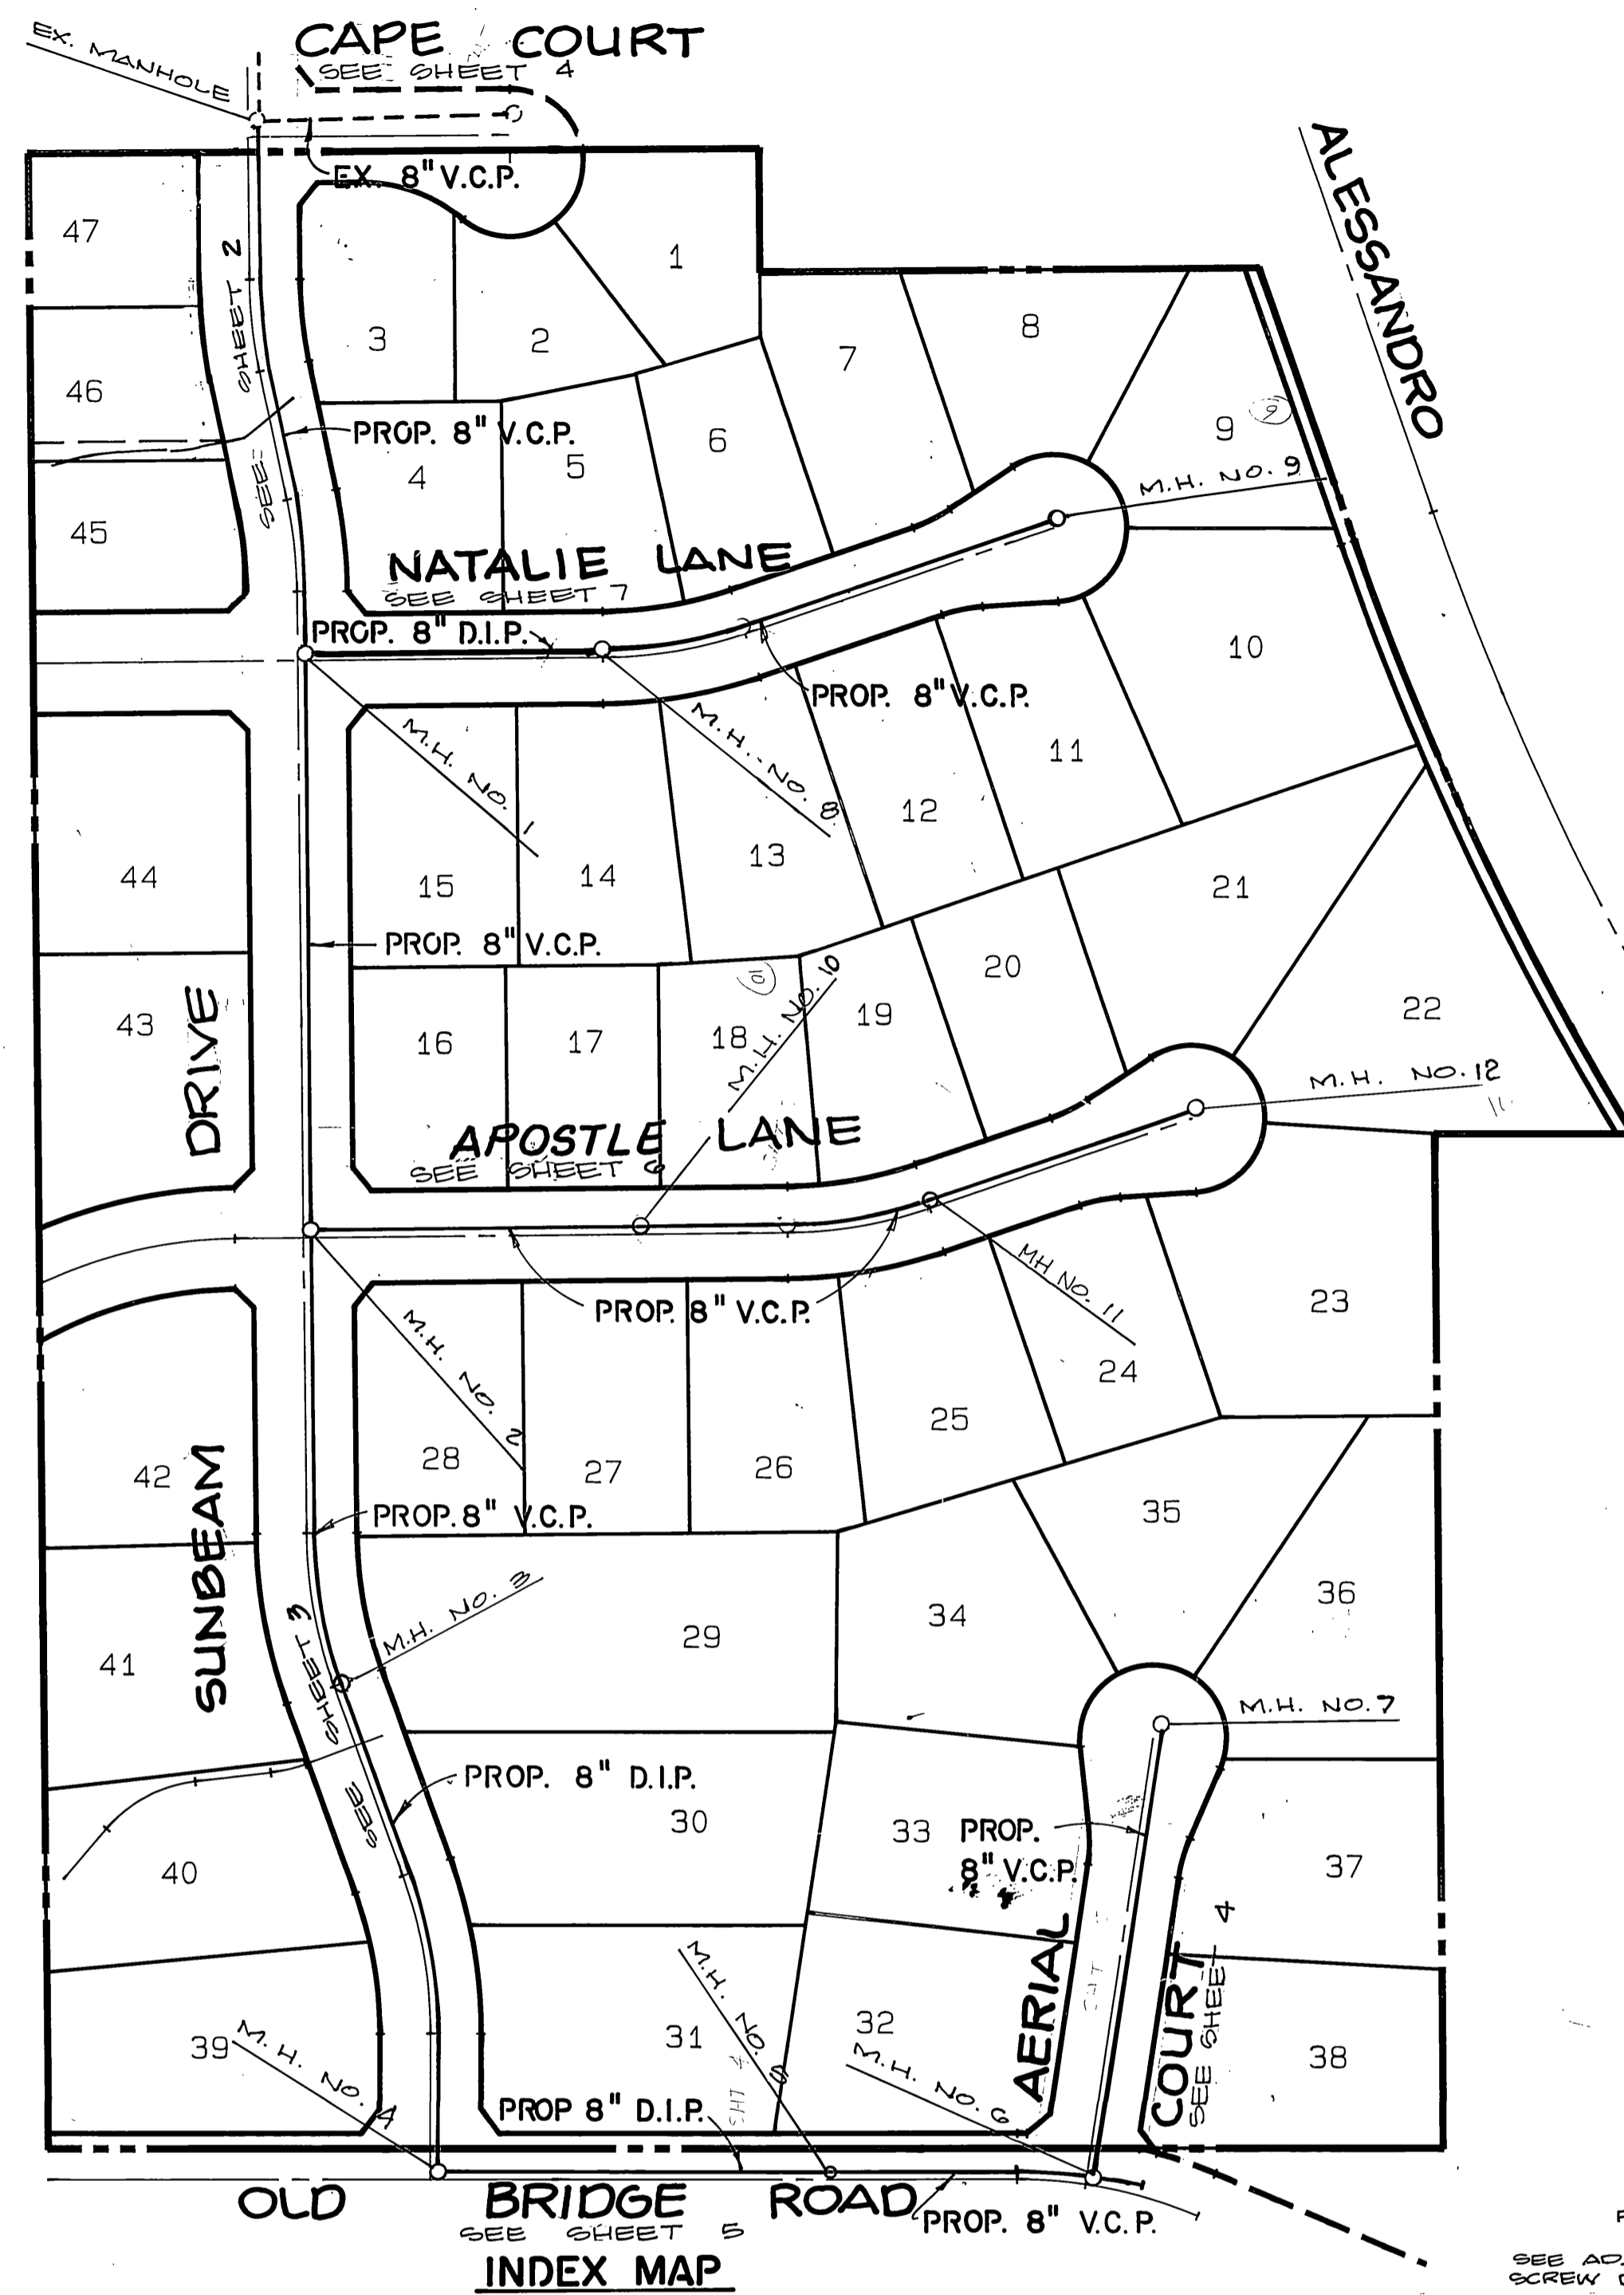 CAPE COURT
SEE SHEET 4
EX. MANHOLE
EX. 8" V.C.P.
ALESSANDRO
47
SEE SHEET 2
1
3
2
8
7
46
9
9
PROP. 8" V.C.P.
6
4
5
M.H. NO. 9
45
NATALIE LANE
SEE SHEET 7
PROP. 8" D.I.P.
10
PROP. 8" V.C.P.
M.H. NO. 1
M.H. NO. 8
11
12
13
44
15
14
21
PROP. 8" V.C.P.
10
M.H. NO. 10
20
43
16
17
18
19
22
SUNBEAM DRIVE
M.H. NO. 12
APOSTLE LANE
SEE SHEET 6
PROP. 8" V.C.P.
MH NO. 11
23
M.H. NO. 2
24
25
42
28
27
26
PROP. 8" V.C.P.
35
36
M.H. NO. 3
34
29
41
SEE SHEET 3
M.H. NO. 7
PROP. 8" D.I.P.
30
33
PROP.
8" V.C.P.
37
40
AERIAL COURT
SEE SHEET 4
39
M.H. NO. 4
31
M.H. NO. 5
SHT
32
M.H. NO. 6
38
PROP 8" D.I.P.
OLD BRIDGE ROAD
SEE SHEET 5
PROP. 8" V.C.P.
INDEX MAP
SEE AD
SCREW